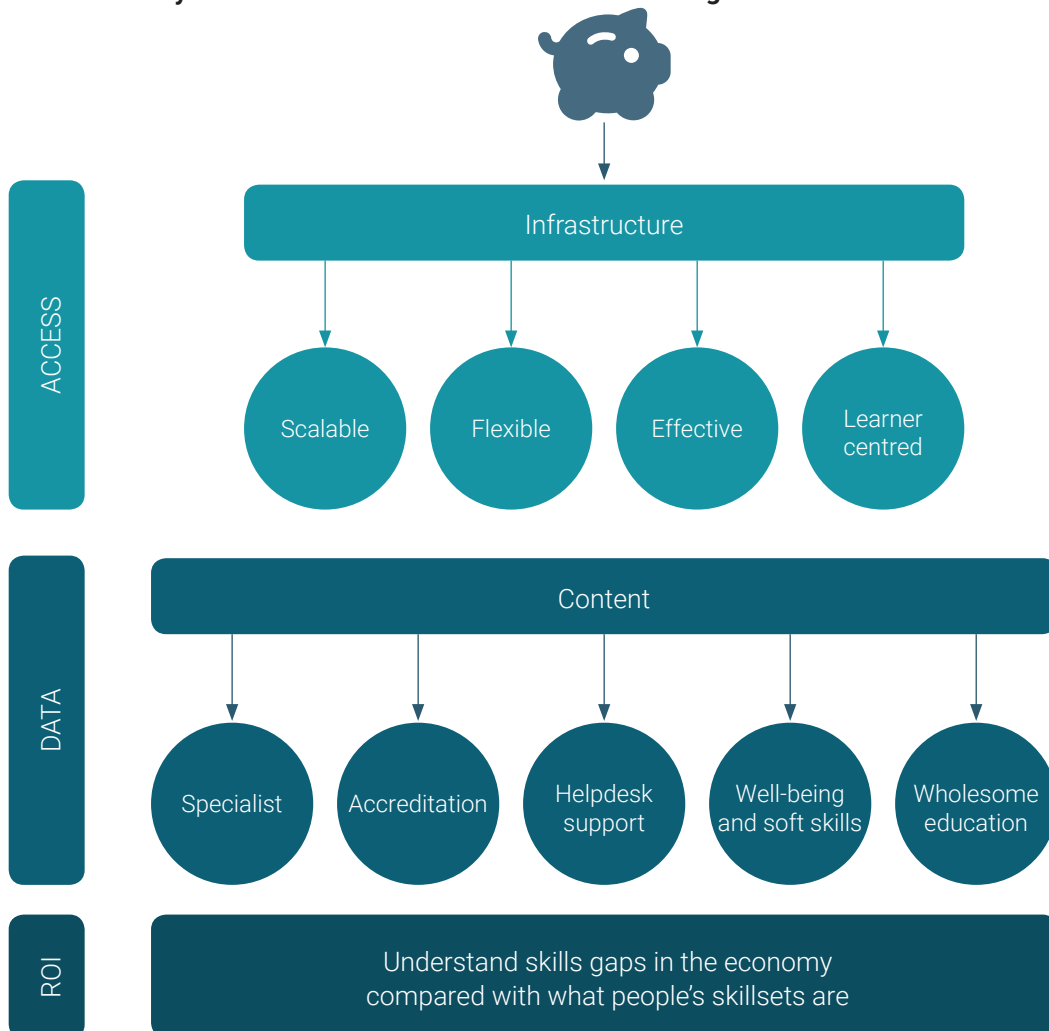 ACCESS
Infrastructure
Scalable
Flexible
Effective
Learner
centred
DATA
Content
Specialist
Accreditation
Helpdesk
support
Well-being
and soft skills
Wholesome
education
ROI
Understand skills gaps in the economy
compared with what people’s skillsets are